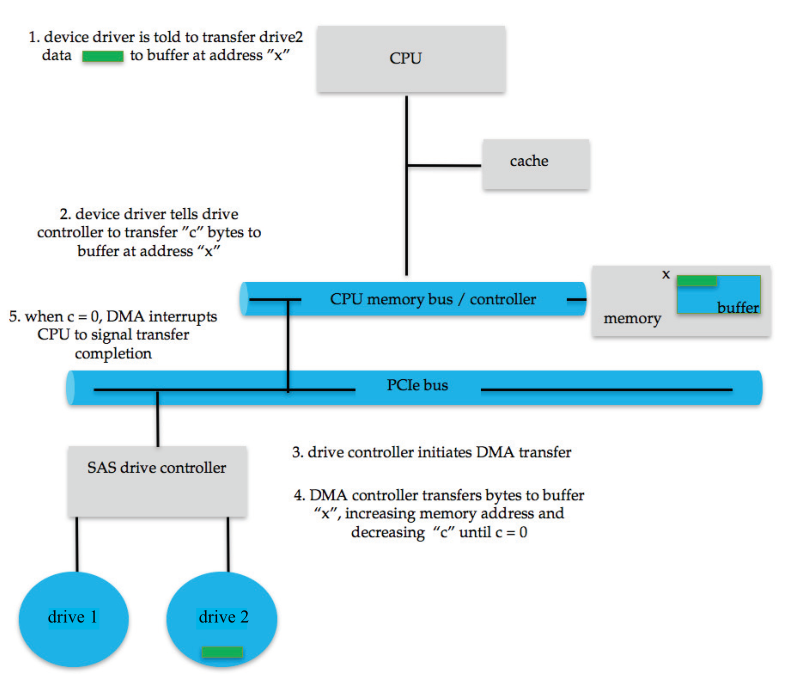 1. device driver is told to transfer drive2
data to buffer at address ”x”
CPU
cache
2. device driver tells drive
controller to transfer ”c” bytes to
buffer at address “x”
CPU memory bus / controller
x
buffer
memory
5. when c = 0, DMA interrupts
CPU to signal transfer
completion
PCIe bus
SAS drive controller
3. drive controller initiates DMA transfer
4. DMA controller transfers bytes to buffer
“x”, increasing memory address and
decreasing “c” until c = 0
drive 1
drive 2